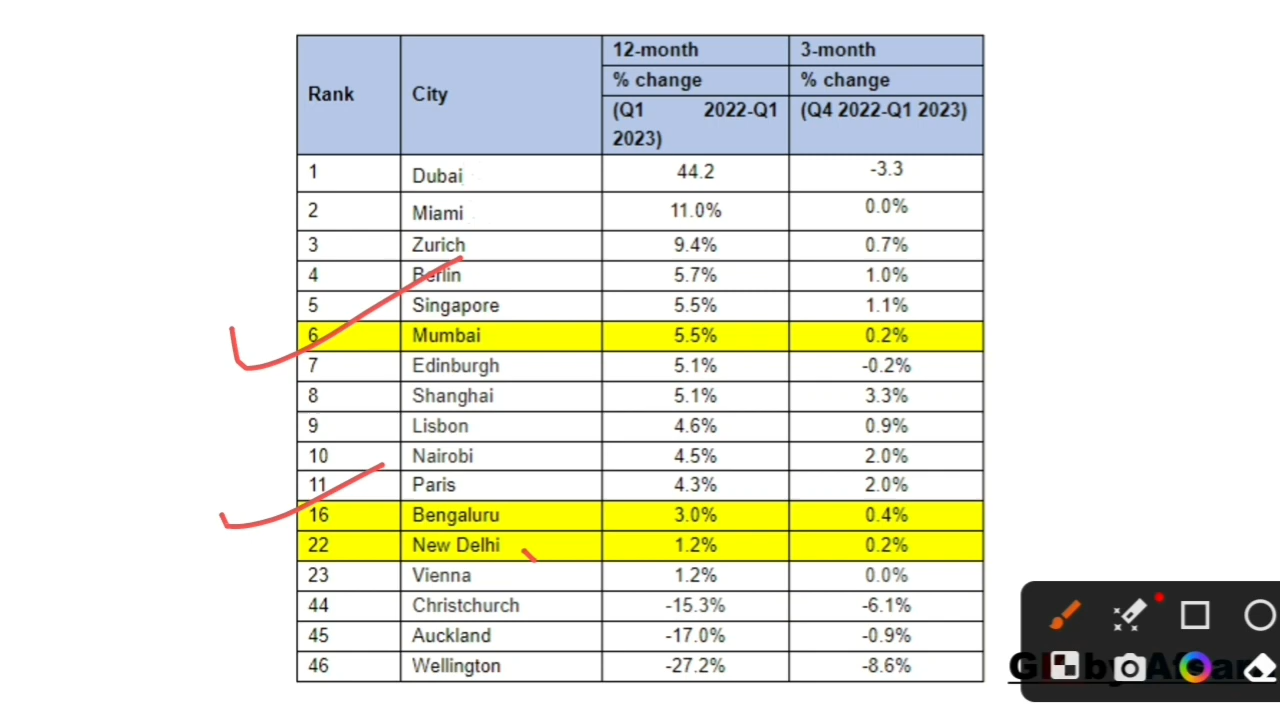 Rank City 12-month 3-month
% change % change
(Q1 2022-Q1 (Q4 2022-Q1 2023)
2023)
1 Dubai 44.2 -3.3
2 Miami 11.0% 0.0%
3 Zurich 9.4% 0.7%
4 Berlin 5.7% 1.0%
5 Singapore 5.5% 1.1%
6 Mumbai 5.5% 0.2%
7 Edinburgh 5.1% -0.2%
8 Shanghai 5.1% 3.3%
9 Lisbon 4.6% 0.9%
10 Nairobi 4.5% 2.0%
11 Paris 4.3% 2.0%
16 Bengaluru 3.0% 0.4%
22 New Delhi 1.2% 0.2%
23 Vienna 1.2% 0.0%
44 Christchurch -15.3% -6.1%
45 Auckland -17.0% -0.9%
46 Wellington -27.2% -8.6%